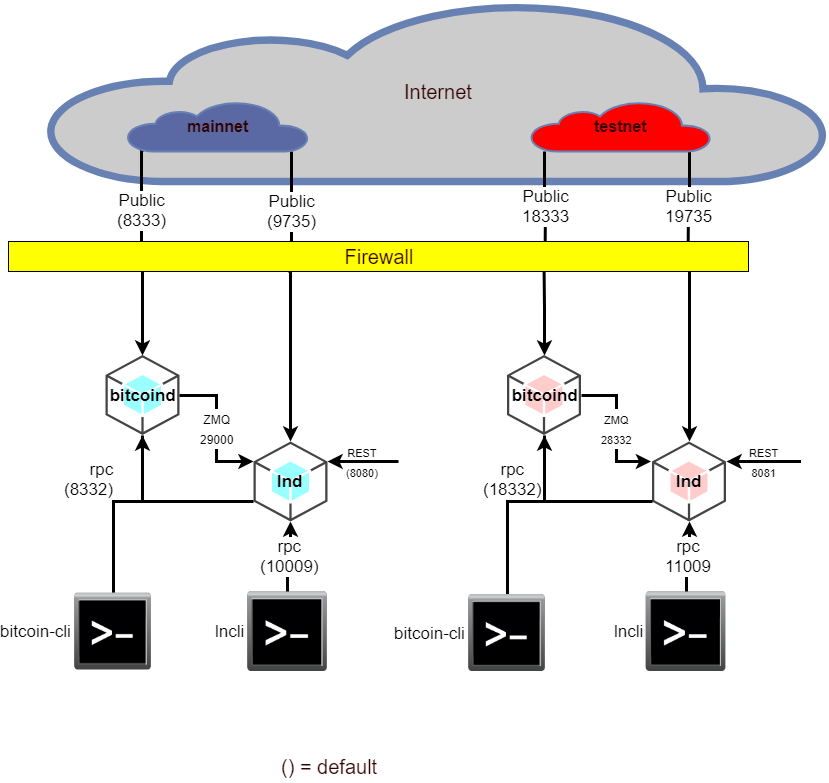 Internet
mainnet
testnet
Public
(8333)
Public
(9735)
Public
18333
Public
19735
Firewall
bitcoind
ZMQ
29000
rpc
(8332)
lnd
REST
(8080)
rpc
(10009)
bitcoin-cli
lncli
bitcoind
ZMQ
28332
rpc
(18332)
lnd
REST
8081
rpc
11009
bitcoin-cli
lncli
() = default